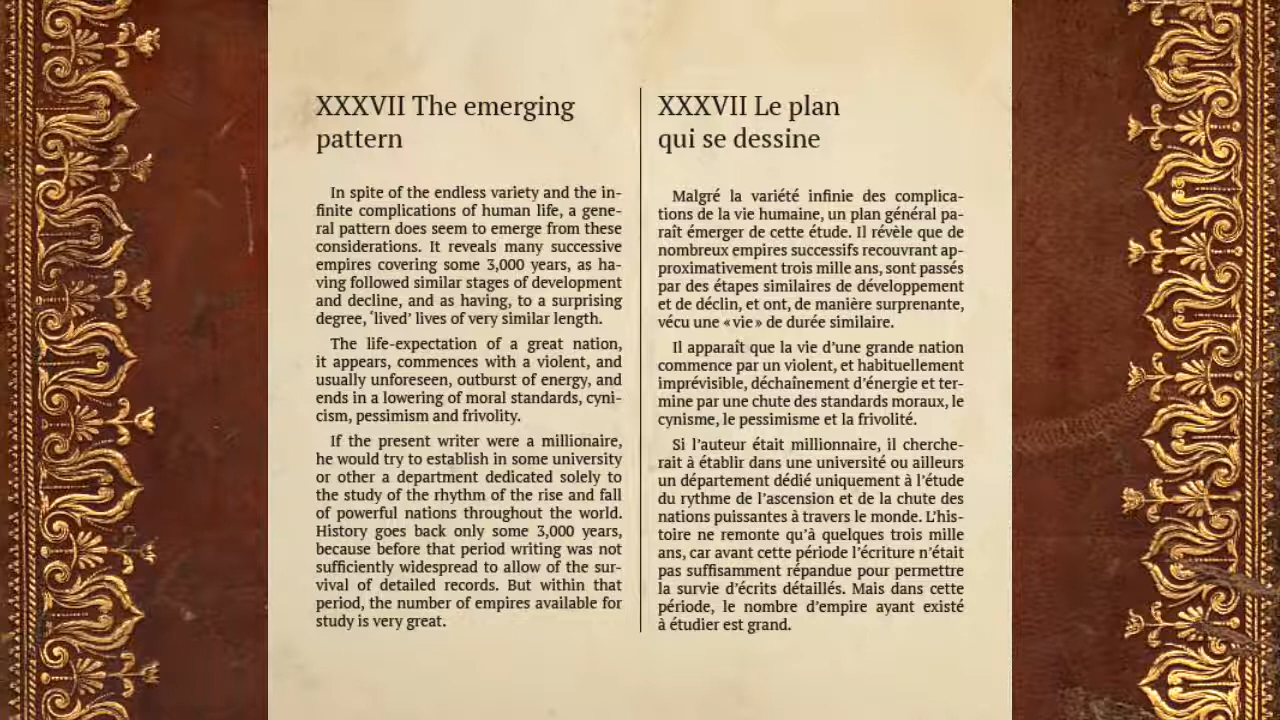 XXXVII The emerging
pattern
In spite of the endless variety and the in-
finite complications of human life, a gene-
ral pattern does seem to emerge from these
considerations. It reveals many successive
empires covering some 3,000 years, as ha-
ving followed similar stages of development
and decline, and as having, to a surprising
degree, ‘lived’ lives of very similar length.
The life-expectation of a great nation,
it appears, commences with a violent, and
usually unforeseen, outburst of energy, and
ends in a lowering of moral standards, cyni-
cism, pessimism and frivolity.
If the present writer were a millionaire,
he would try to establish in some university
or other a department dedicated solely to
the study of the rhythm of the rise and fall
of powerful nations throughout the world.
History goes back only some 3,000 years,
because before that period writing was not
sufficiently widespread to allow of the sur-
vival of detailed records. But within that
period, the number of empires available for
study is very great.
XXXVII Le plan
qui se dessine
Malgré la variété infinie des complica-
tions de la vie humaine, un plan général pa-
raît émerger de cette étude. Il révèle que de
nombreux empires successifs recouvrant ap-
proximativement trois mille ans, sont passés
par des étapes similaires de développement
et de déclin, et ont, de manière surprenante,
vécu une « vie » de durée similaire.
Il apparaît que la vie d’une grande nation
commence par un violent, et habituellement
imprévisible, déchaînement d’énergie et ter-
mine par une chute des standards moraux, le
cynisme, le pessimisme et la frivolité.
Si l’auteur était millionnaire, il cherche-
rait à établir dans une université ou ailleurs
un département dédié uniquement à l’étude
du rythme de l’ascension et de la chute des
nations puissantes à travers le monde. L’his-
toire ne remonte qu’à quelques trois mille
ans, car avant cette période l’écriture n’était
pas suffisamment répandue pour permettre
la survie d’écrits détaillés. Mais dans cette
période, le nombre d’empire ayant existé
à étudier est grand.